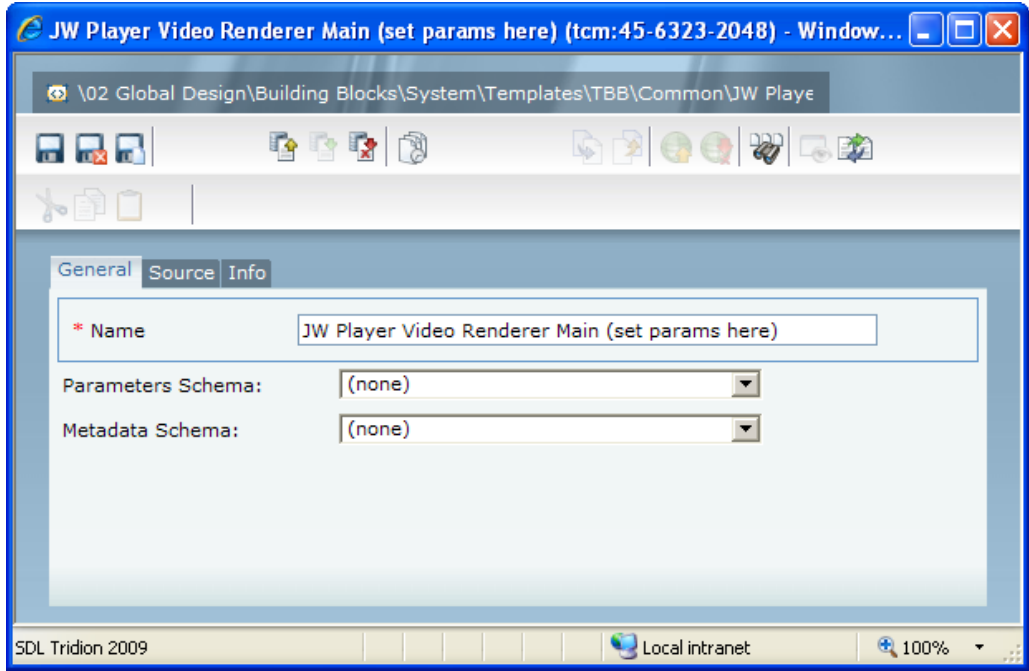 JW Player Video Renderer Main (set params here) (tcm:45-6323-2048) - Window...
\02 Global Design\Building Blocks\System\Templates\TBB\Common\JW Playe
General Source Info
* Name JW Player Video Renderer Main (set params here)
Parameters Schema: (none)
Metadata Schema: (none)
SDL Tridion 2009 Local intranet 100%